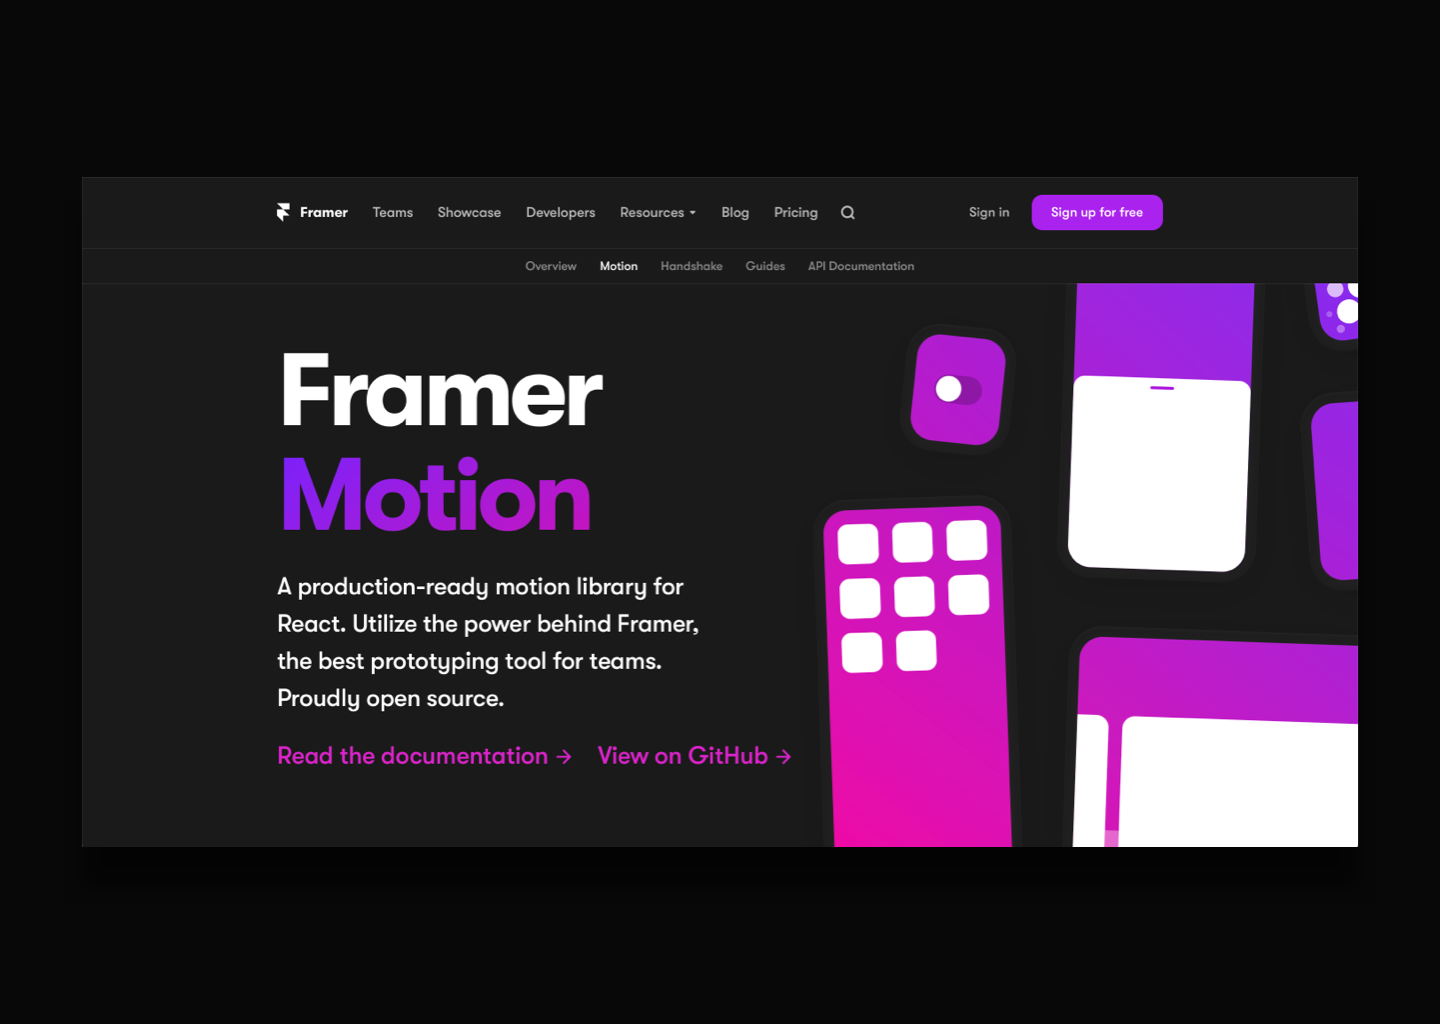 Framer Teams Showcase Developers Resources Blog Pricing Sign in Sign up for free
Overview Motion Handshake Guides API Documentation
Framer
Motion
A production-ready motion library for
React. Utilize the power behind Framer,
the best prototyping tool for teams.
Proudly open source.
Read the documentation → View on GitHub →